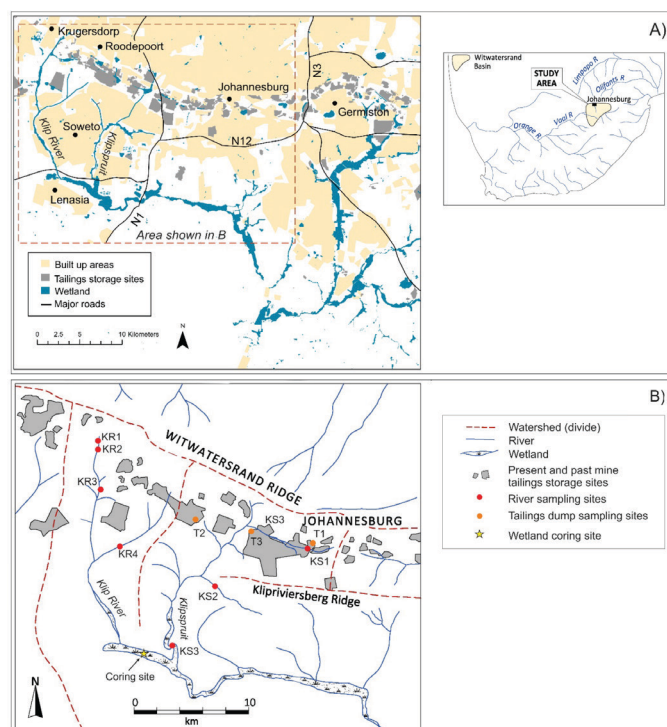 A)
Krugersdorp
Roodepoort
N3
Johannesburg
Germiston
Klip River
Soweto
Klipspruit
N12
Lenasia
N1
Area shown in B
Built up areas
Tailings storage sites
Wetland
Major roads
0 2.5 5 10 Kilometers
N
Witwatersrand
Basin
STUDY
AREA
Limpopo R
Olifants R
Johannesburg
Vaal R
Orange R
B)
KR1
KR2
WITWATERSRAND RIDGE
KR3
KS3
JOHANNESBURG
T2
T3
T1
KR4
KS1
KS2
Klipriviersberg Ridge
Klip River
Klipspruit
KS3
Coring site
N
0 10
km
Watershed (divide)
River
Wetland
Present and past mine
tailings storage sites
River sampling sites
Tailings dump sampling sites
Wetland coring site